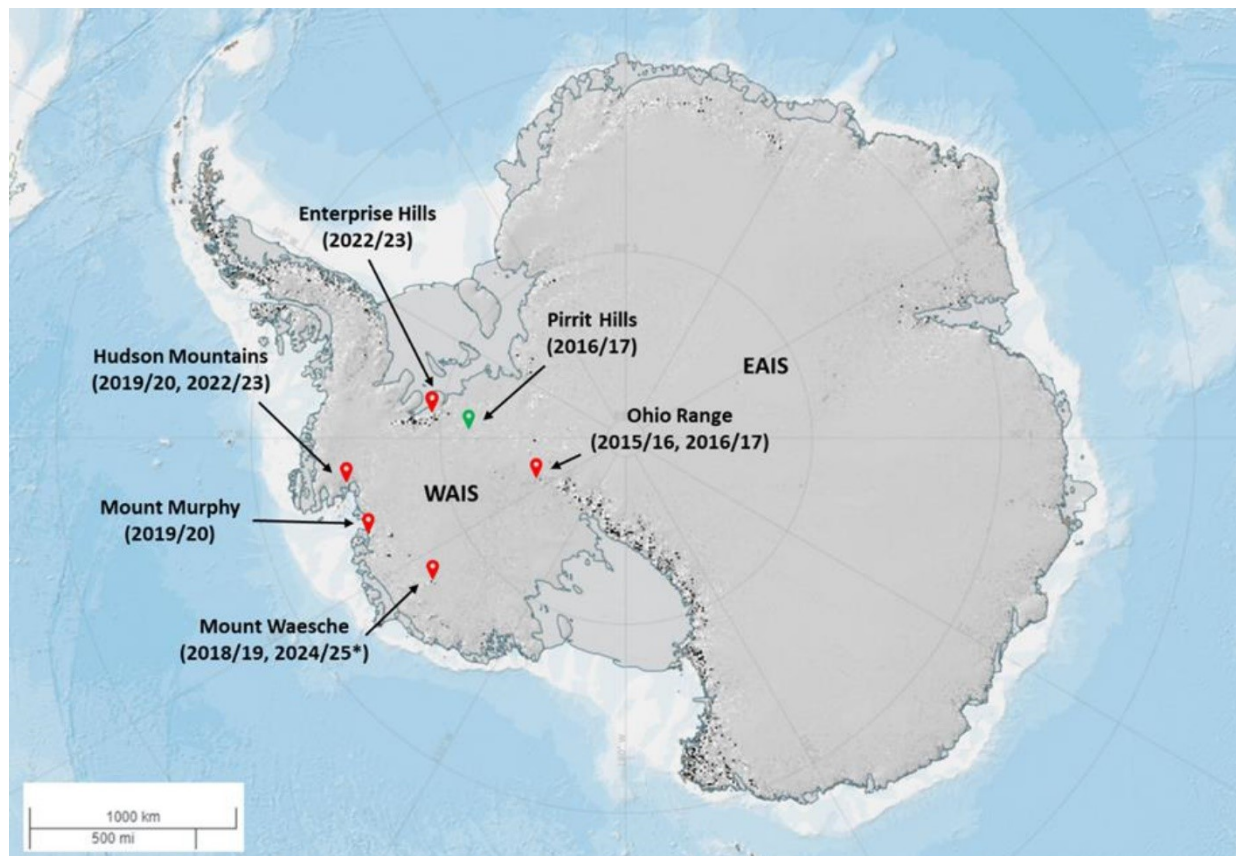 Enterprise Hills
(2022/23)
Pirrit Hills
(2016/17)
Hudson Mountains
(2019/20, 2022/23)
EAIS
Ohio Range
(2015/16, 2016/17)
WAIS
Mount Murphy
(2019/20)
Mount Waesche
(2018/19, 2024/25*)
1000 km
500 mi